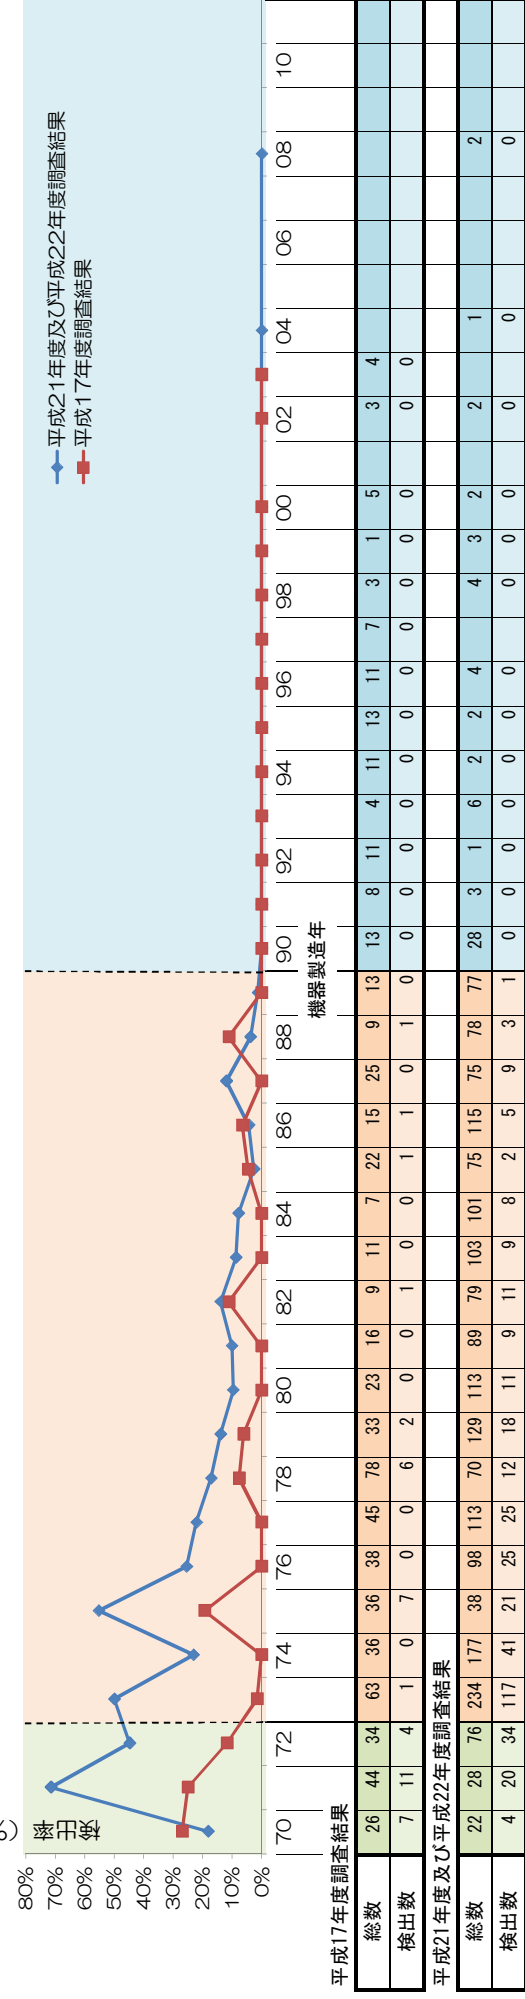 検出率（%
平成21年度及び平成22年度調査結果
平成17年度調査結果
80%
70%
60%
50%
40%
30%
20%
10%
0%
70 72 74 76 78 80 82 84 86 88 90 92 94 96 98 00 02 04 06 08 10
機器製造年
平成17年度調査結果
総数 26 44 34 63 36 36 38 45 78 33 23 16 9 11 7 22 15 25 9 13 13 8 11 4 11 13 11 7 3 1 5 3 4
検出数 7 11 4 1 0 7 0 0 6 2 0 0 1 0 0 1 1 0 1 0 0 0 0 0 0 0 0 0 0 0 0 0 0
平成21年度及び平成22年度調査結果
総数 22 28 76 234 177 38 98 113 70 129 113 89 79 103 101 75 115 75 78 77 28 3 1 6 2 2 4 4 3 2 2 1 2
検出数 4 20 34 117 41 21 25 25 12 18 11 9 11 9 8 2 5 9 3 1 0 0 0 0 0 0 0 0 0 0 0 0 0